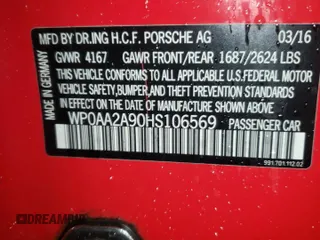 MFD BY DR.ING H.C.F. PORSCHE AG 03/16
GVWR 4167 GAWR FRONT/REAR 1687/2624 LBS
THIS VEHICLE CONFORMS TO ALL APPLICABLE U.S.FEDERAL MOTOR
VEHICLE SAFETY,BUMPER,AND THEFT PREVENTION STANDARDS IN
EFFECT ON THE DATE OF MANUFACTURE SHOWN ABOVE
WP0AA2A90HS106569 PASSENGER CAR
MADE IN GERMANY
991.701.112.02
DREAMBID